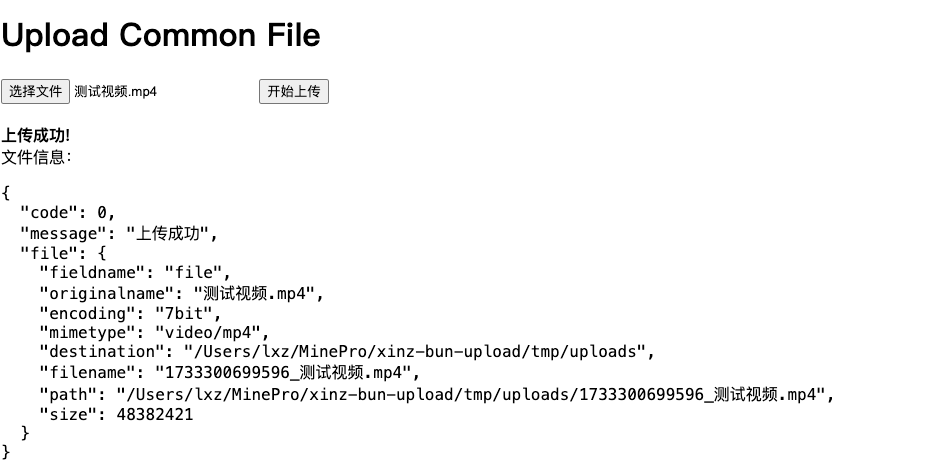 Upload Common File
选择文件 测试视频.mp4 开始上传
上传成功!
文件信息：
{
  "code": 0,
  "message": "上传成功",
  "file": {
    "fieldname": "file",
    "originalname": "测试视频.mp4",
    "encoding": "7bit",
    "mimetype": "video/mp4",
    "destination": "/Users/lxz/MinePro/xinz-bun-upload/tmp/uploads",
    "filename": "1733300699596_测试视频.mp4",
    "path": "/Users/lxz/MinePro/xinz-bun-upload/tmp/uploads/1733300699596_测试视频.mp4",
    "size": 48382421
  }
}